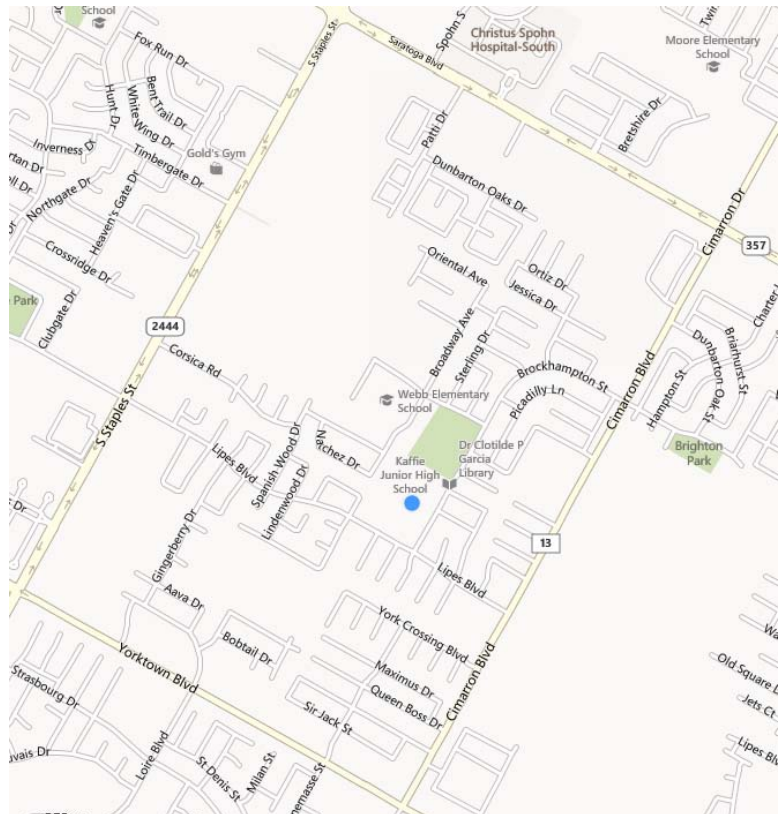 School
Fox Run Dr
S Staples St
Saratoga Blvd
Spohn S
Christus Spohn
Hospital-South
Moore Elementary
School
Hunt Dr
White Wing Dr
Bent Trail Dr
Bretshire Dr
Patti Dr
Inverness
Timbergate Dr
Gold's Gym
Dunbarton Oaks Dr
Northgate Dr
Heaven's Gate Dr
Cimarron Dr
Crossridge Dr
Oriental Ave
Ortiz Dr
Jessica Dr
357
Charter
Park
Clubgate Dr
2444
Corsica Rd
Broadway Ave
Sterling Dr
Brockhampton St
Picadilly Ln
Cimarron Blvd
Hampton St
Dunbarton Oak St
Briarhurst St
Webb Elementary
School
S Staples St
Lipes Blvd
Spanish Wood Dr
Natchez Dr
Lindenwood Dr
Kaffie
Junior High
School
Dr Clotilde P
Garcia
Library
Brighton
Park
Gingerberry Dr
13
Lipes Blvd
Aava Dr
York Crossing Blvd
Bobtail Dr
Yorktown Blvd
Maximus Dr
Queen Boss Dr
Cimarron Blvd
Strasbourg Dr
Sir Jack St
Old Square
Jets Ct
Lipes Blv
uvais Dr
Loire Blvd
St Denis St
Milan St
nemasse St